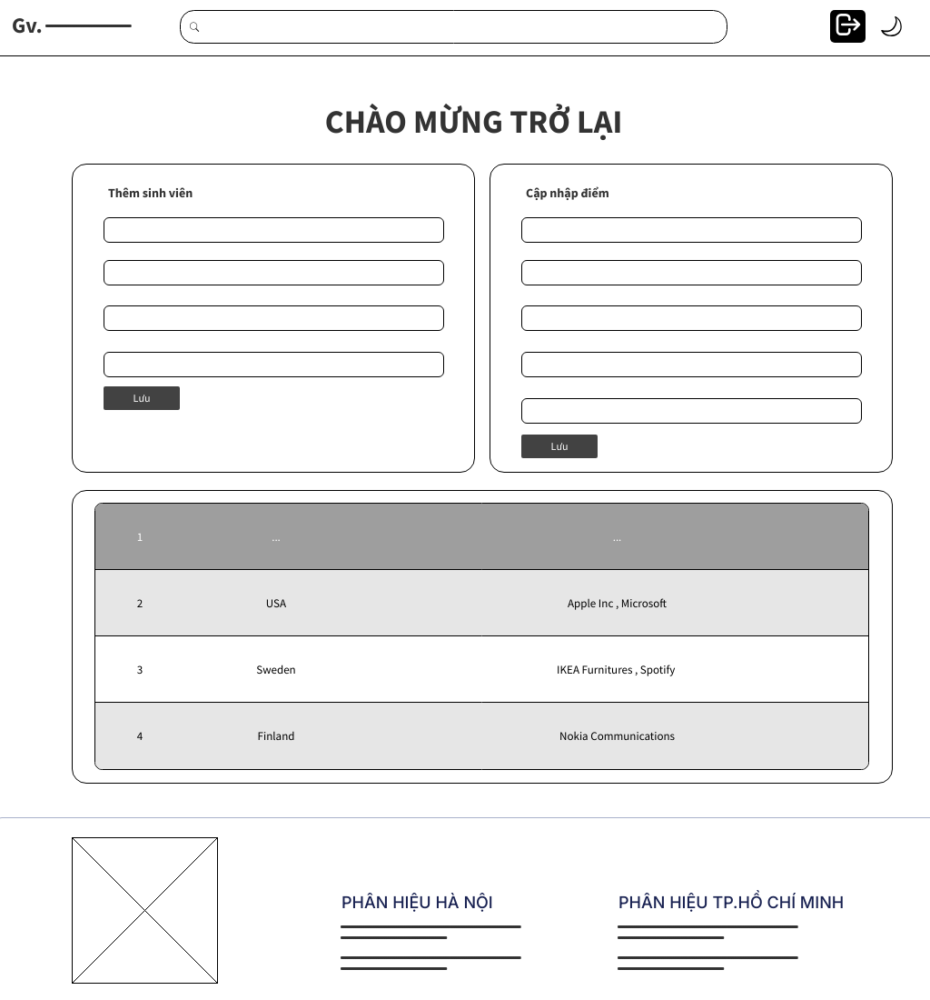 Gv.
CHÀO MỪNG TRỞ LẠI
Thêm sinh viên
Lưu
Cập nhập điểm
Lưu
1 ... ...
2 USA Apple Inc , Microsoft
3 Sweden IKEA Furnitures , Spotify
4 Finland Nokia Communications
PHÂN HIỆU HÀ NỘI
PHÂN HIỆU TP.HỒ CHÍ MINH